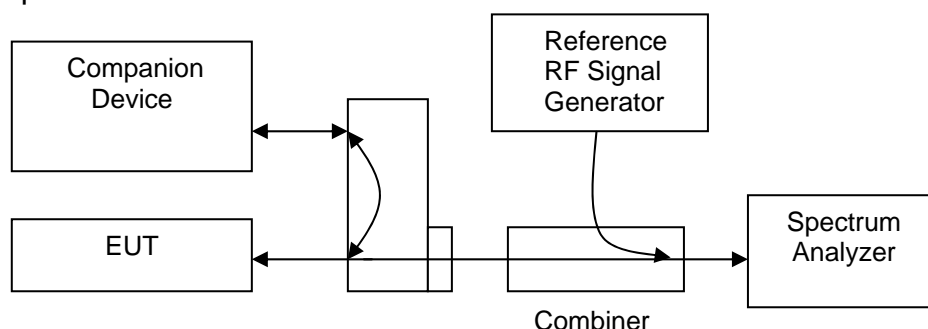 Companion
Device
Reference
RF Signal
Generator
EUT
Spectrum
Analyzer
Combiner